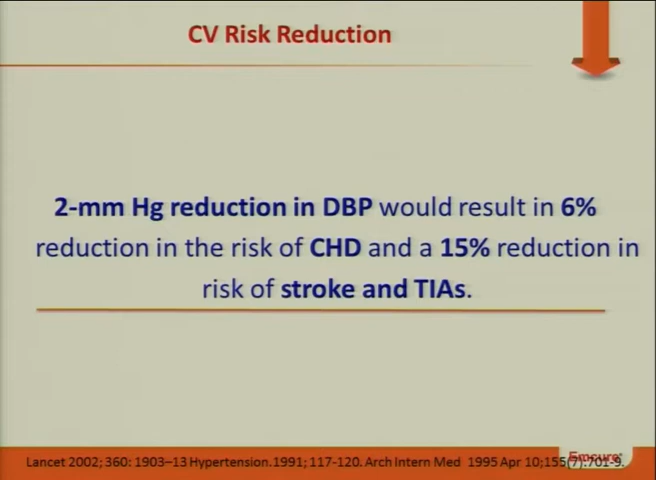 CV Risk Reduction
2-mm Hg reduction in DBP would result in 6%
reduction in the risk of CHD and a 15% reduction in
risk of stroke and TIAs.
Emcure
Lancet 2002; 360: 1903–13 Hypertension.1991; 117-120. Arch Intern Med 1995 Apr 10;155(7):701-9.